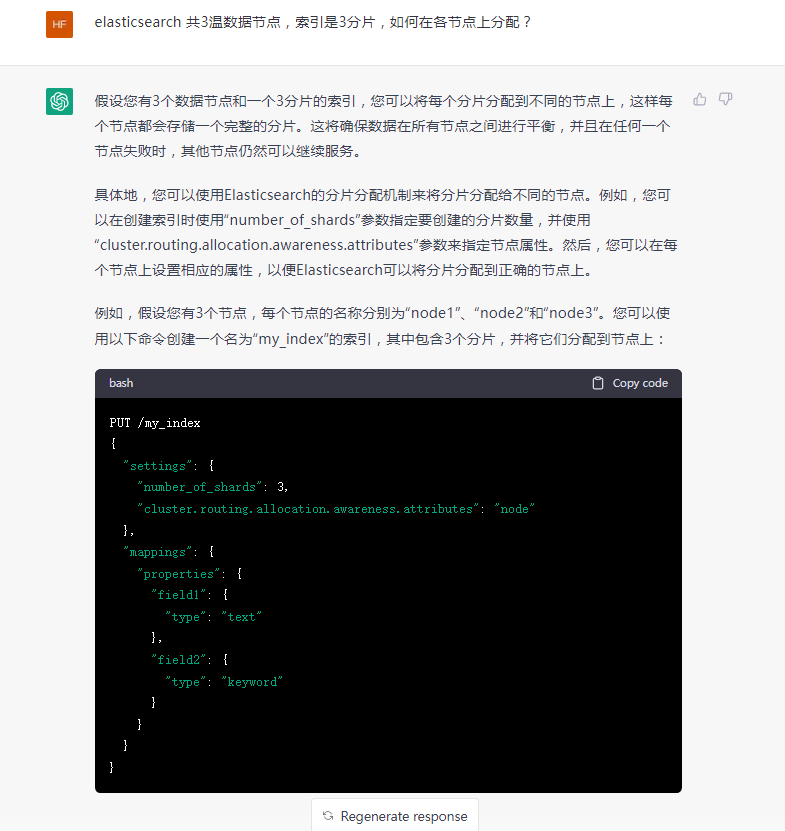 HF
elasticsearch 共3温数据节点，索引是3分片，如何在各节点上分配？
假设您有3个数据节点和一个3分片的索引，您可以将每个分片分配到不同的节点上，这样每
个节点都会存储一个完整的分片。这将确保数据在所有节点之间进行平衡，并且在任何一个
节点失败时，其他节点仍然可以继续服务。
具体地，您可以使用Elasticsearch的分片分配机制来将分片分配给不同的节点。例如，您可
以在创建索引时使用“number_of_shards”参数指定要创建的分片数量，并使用
“cluster.routing.allocation.awareness.attributes”参数来指定节点属性。然后，您可以在每
个节点上设置相应的属性，以便Elasticsearch可以将分片分配到正确的节点上。
例如，假设您有3个节点，每个节点的名称分别为“node1”、“node2”和“node3”。您可以使
用以下命令创建一个名为“my_index”的索引，其中包含3个分片，并将它们分配到节点上：
bash Copy code
PUT /my_index
{
  "settings": {
    "number_of_shards": 3,
    "cluster.routing.allocation.awareness.attributes": "node"
  },
  "mappings": {
    "properties": {
      "field1": {
        "type": "text"
      },
      "field2": {
        "type": "keyword"
      }
    }
  }
}
Regenerate response